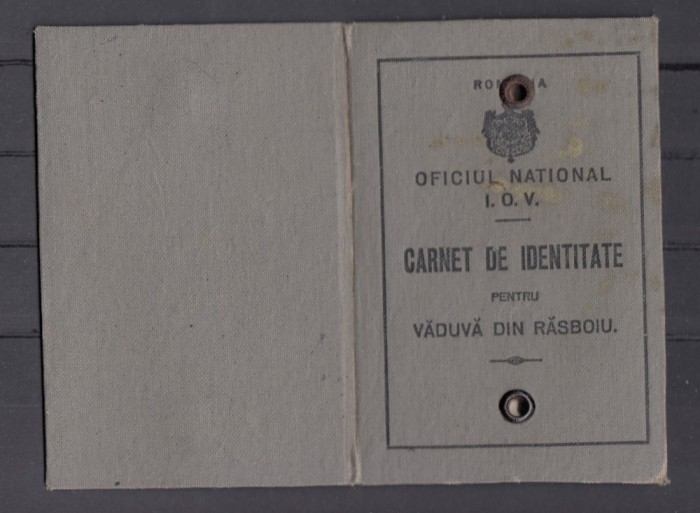 OFICIUL NATIONAL
I. O. V.
CARNET DE IDENTITATE
PENTRU
VĂDUVĂ DIN RĂSBOIU.